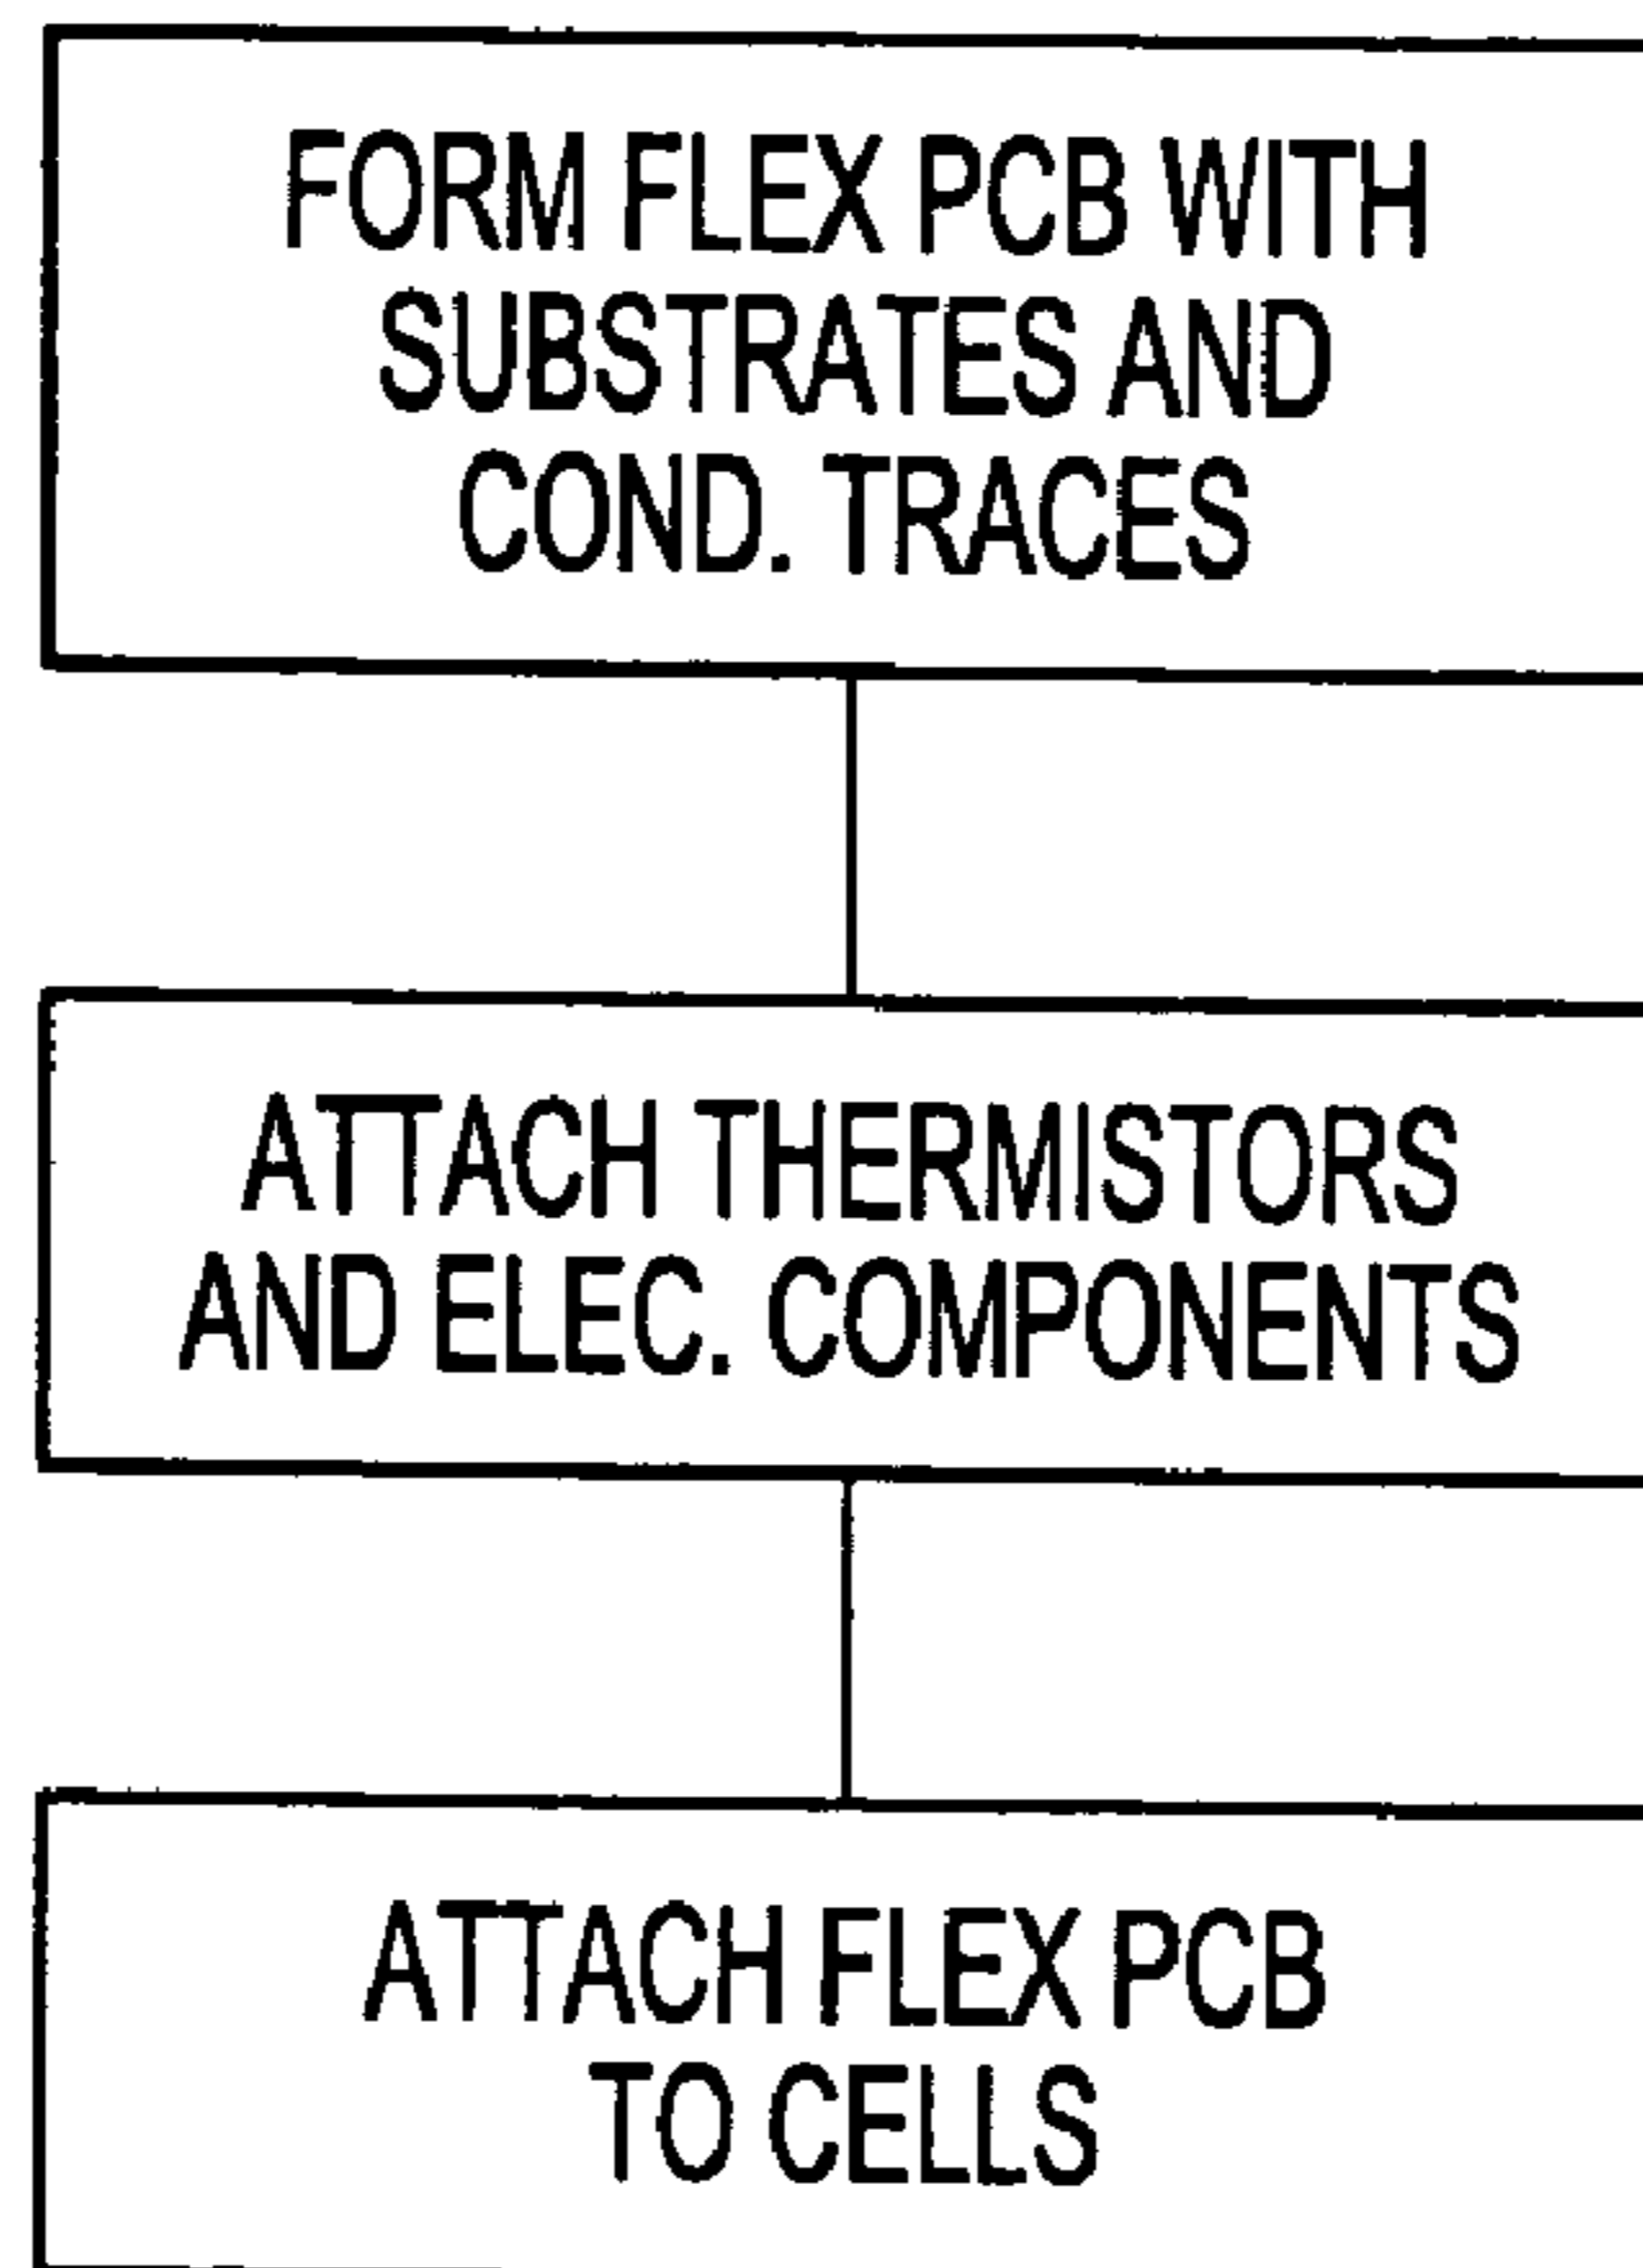 FORM FLEX PCB WITH
SUBSTRATES AND
COND. TRACES
ATTACH THERMISTORS
AND ELEC. COMPONENTS
ATTACH FLEX PCB
TO CELLS